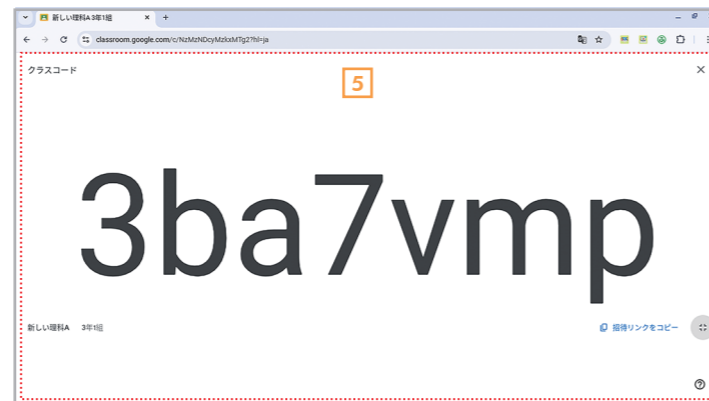 新しい理科A 3年1組
classroom.google.com/c/NzMzNDcyMzkxMTg2?hl=ja
クラスコード
5
3ba7vmp
新しい理科A 3年1組
招待リンクをコピー